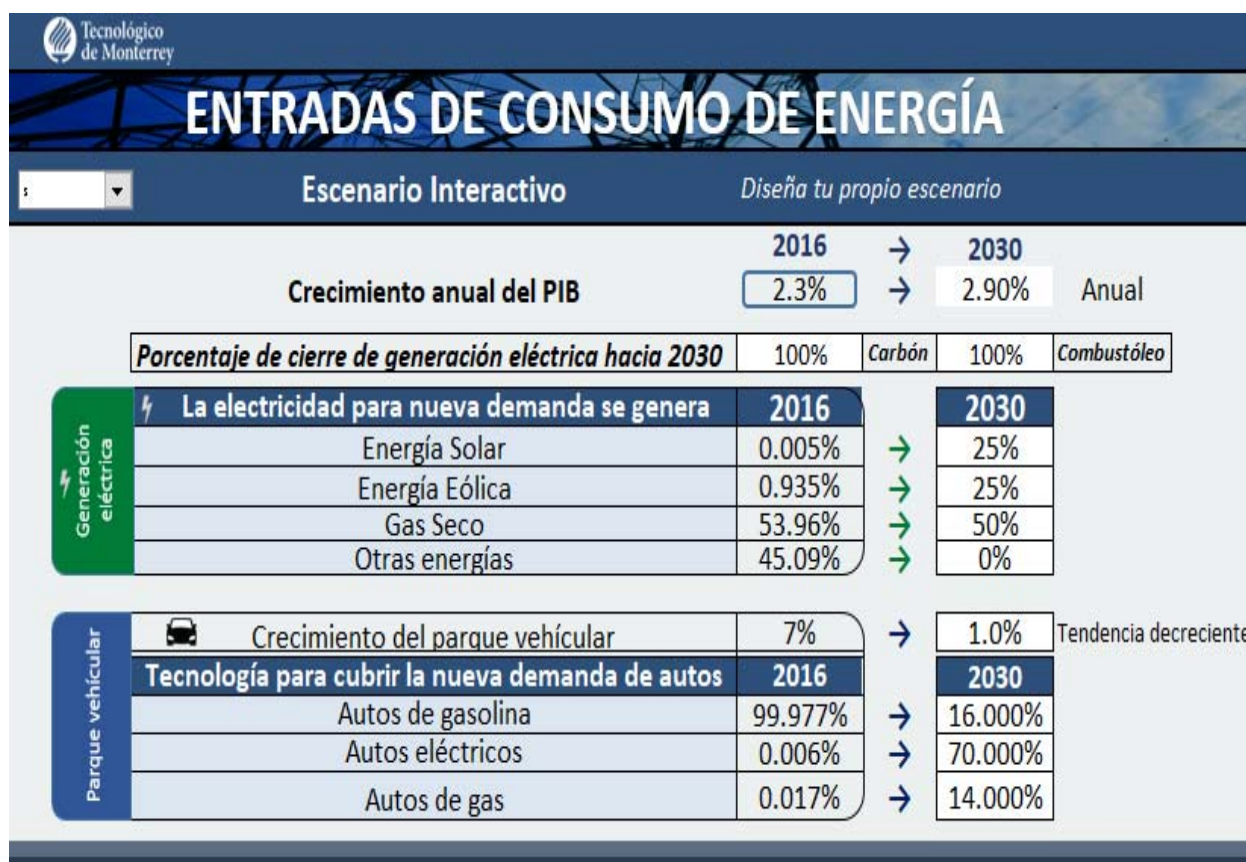 Tecnológico
de Monterrey
ENTRADAS DE CONSUMO DE ENERGÍA
s Escenario Interactivo Diseña tu propio escenario
2016 → 2030
Crecimiento anual del PIB 2.3% → 2.90% Anual
Porcentaje de cierre de generación eléctrica hacia 2030 100% Carbón 100% Combustóleo
Generación
eléctrica
La electricidad para nueva demanda se genera 2016 2030
Energía Solar 0.005% → 25%
Energía Eólica 0.935% → 25%
Gas Seco 53.96% → 50%
Otras energías 45.09% → 0%
Parque vehícular
Crecimiento del parque vehícular 7% → 1.0% Tendencia decreciente
Tecnología para cubrir la nueva demanda de autos 2016 2030
Autos de gasolina 99.977% → 16.000%
Autos eléctricos 0.006% → 70.000%
Autos de gas 0.017% → 14.000%